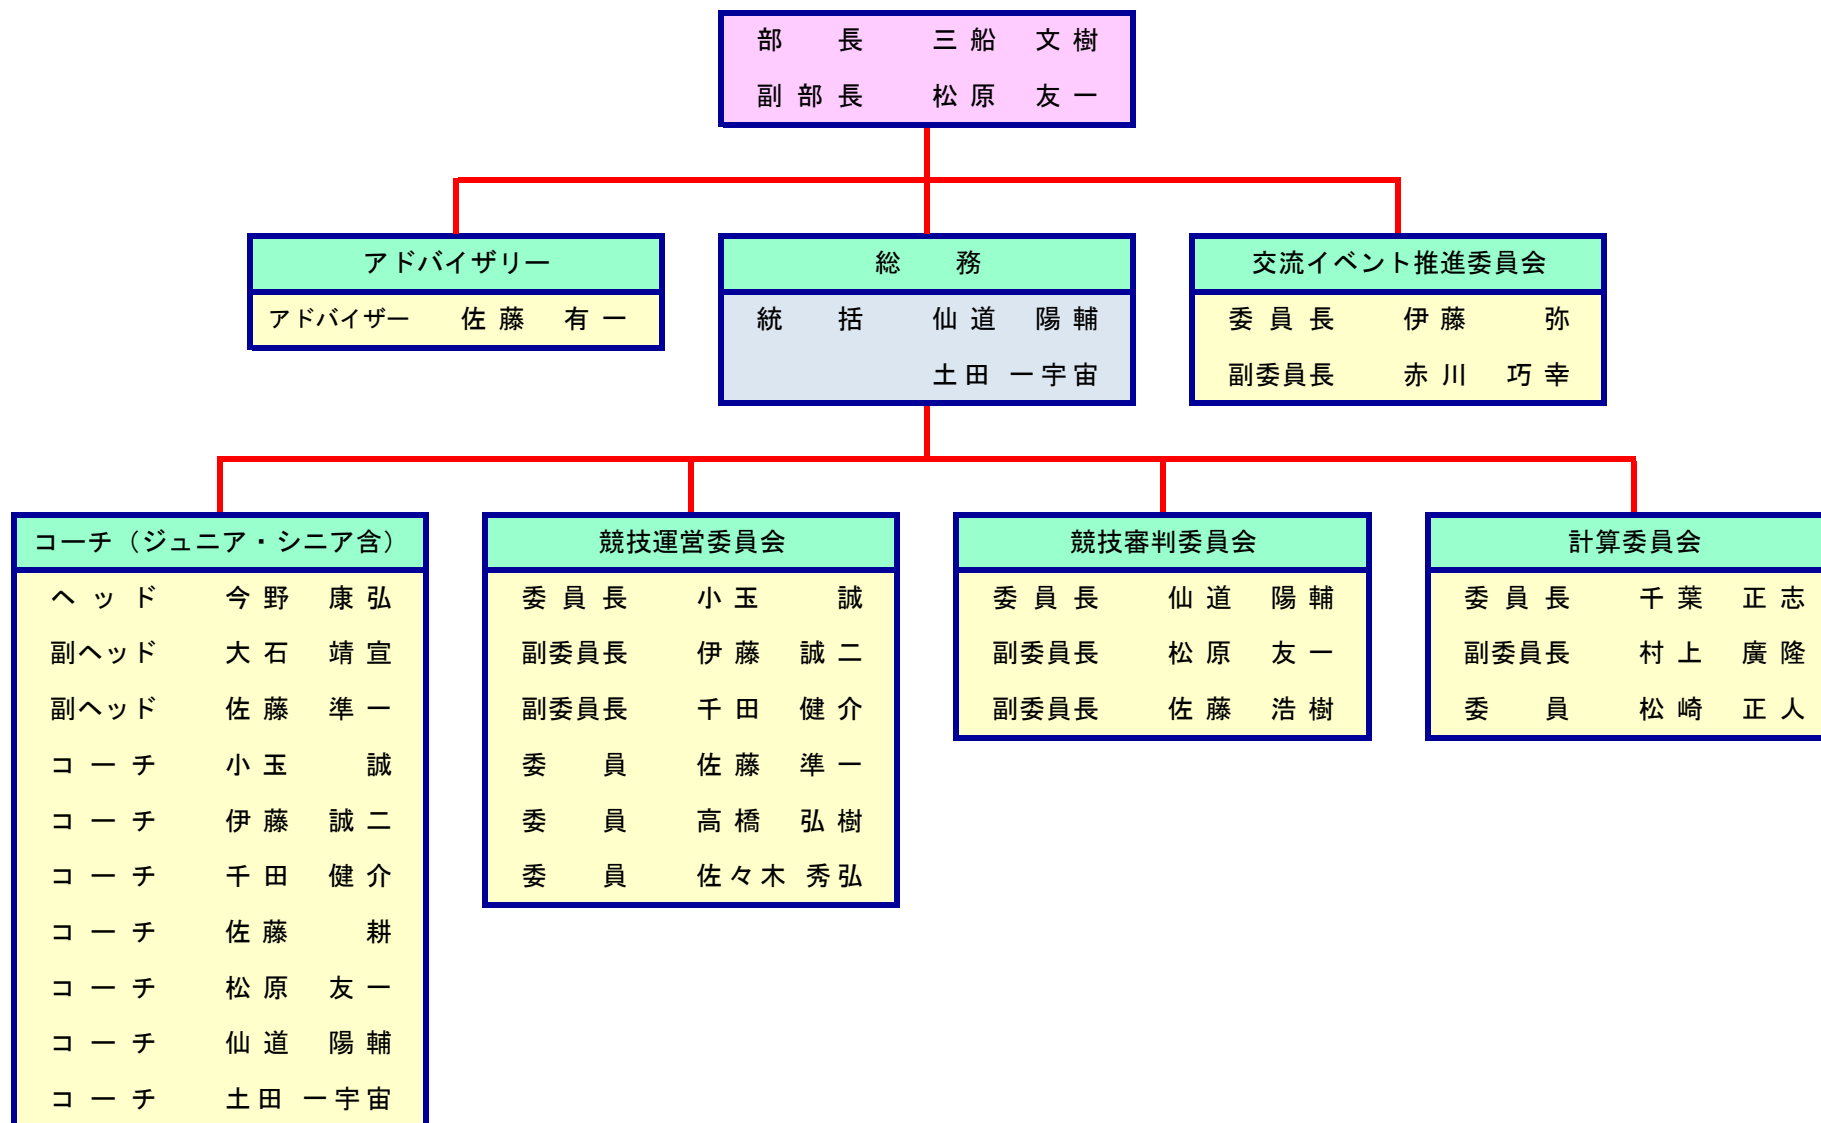 部長 三船 文樹
副部長 松原 友一
アドバイザリー
アドバイザー 佐藤 有一
総務
統括 仙道 陽輔
土田 一宇宙
交流イベント推進委員会
委員長 伊藤 弥
副委員長 赤川 巧幸
コーチ（ジュニア・シニア含）
ヘッド 今野 康弘
副ヘッド 大石 靖宣
副ヘッド 佐藤 準一
コーチ 小玉 誠
コーチ 伊藤 誠二
コーチ 千田 健介
コーチ 佐藤 耕
コーチ 松原 友一
コーチ 仙道 陽輔
コーチ 土田 一宇宙
競技運営委員会
委員長 小玉 誠
副委員長 伊藤 誠二
副委員長 千田 健介
委員 佐藤 準一
委員 高橋 弘樹
委員 佐々木 秀弘
競技審判委員会
委員長 仙道 陽輔
副委員長 松原 友一
副委員長 佐藤 浩樹
計算委員会
委員長 千葉 正志
副委員長 村上 廣隆
委員 松崎 正人